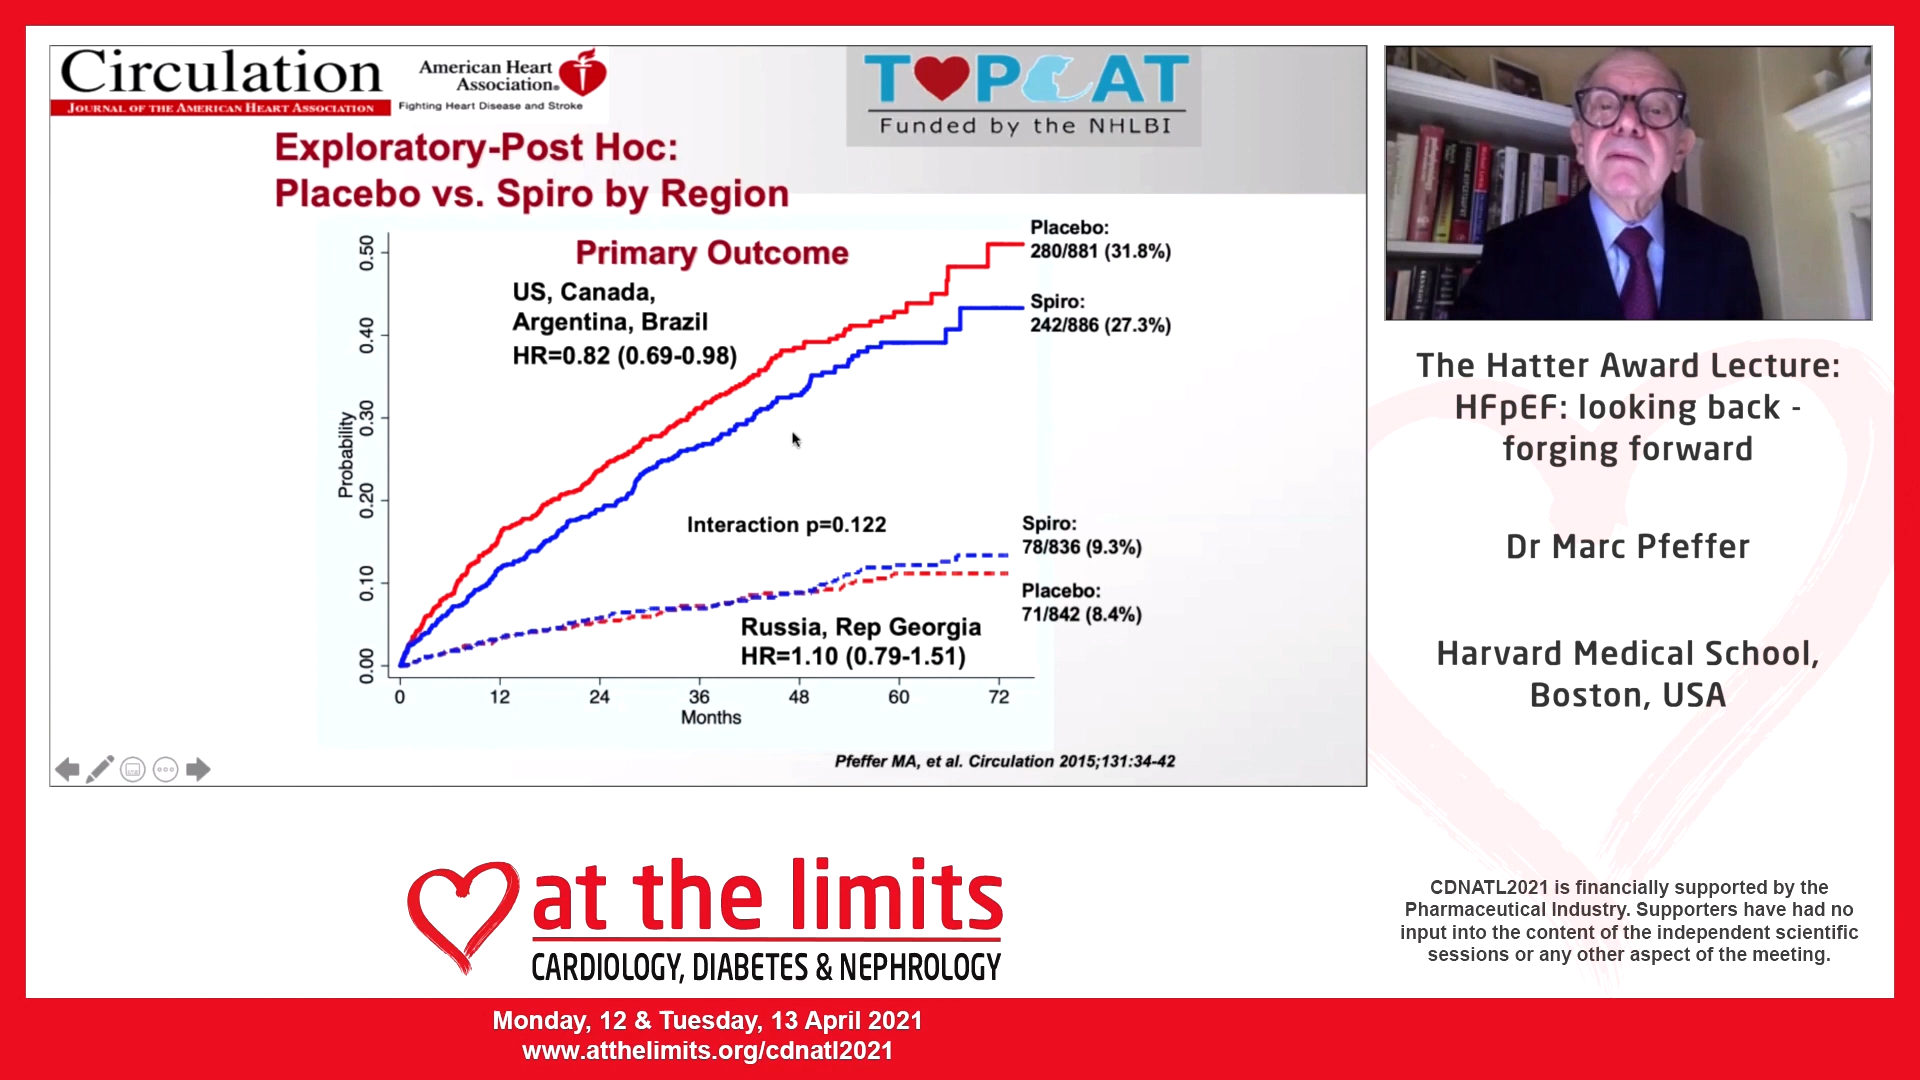 Circulation
JOURNAL OF THE AMERICAN HEART ASSOCIATION
American Heart
Association®
Fighting Heart Disease and Stroke
TOPCAT
Funded by the NHLBI
Exploratory-Post Hoc:
Placebo vs. Spiro by Region
Primary Outcome
US, Canada,
Argentina, Brazil
HR=0.82 (0.69-0.98)
Placebo:
280/881 (31.8%)
Spiro:
242/886 (27.3%)
Interaction p=0.122
Spiro:
78/836 (9.3%)
Placebo:
71/842 (8.4%)
Russia, Rep Georgia
HR=1.10 (0.79-1.51)
Probability
0.50
0.40
0.30
0.20
0.10
0.00
0 12 24 36 48 60 72
Months
Pfeffer MA, et al. Circulation 2015;131:34-42
The Hatter Award Lecture:
HFpEF: looking back -
forging forward
Dr Marc Pfeffer
Harvard Medical School,
Boston, USA
CDNATL2021 is financially supported by the
Pharmaceutical Industry. Supporters have had no
input into the content of the independent scientific
sessions or any other aspect of the meeting.
at the limits
CARDIOLOGY, DIABETES & NEPHROLOGY
Monday, 12 & Tuesday, 13 April 2021
www.atthelimits.org/cdnatl2021